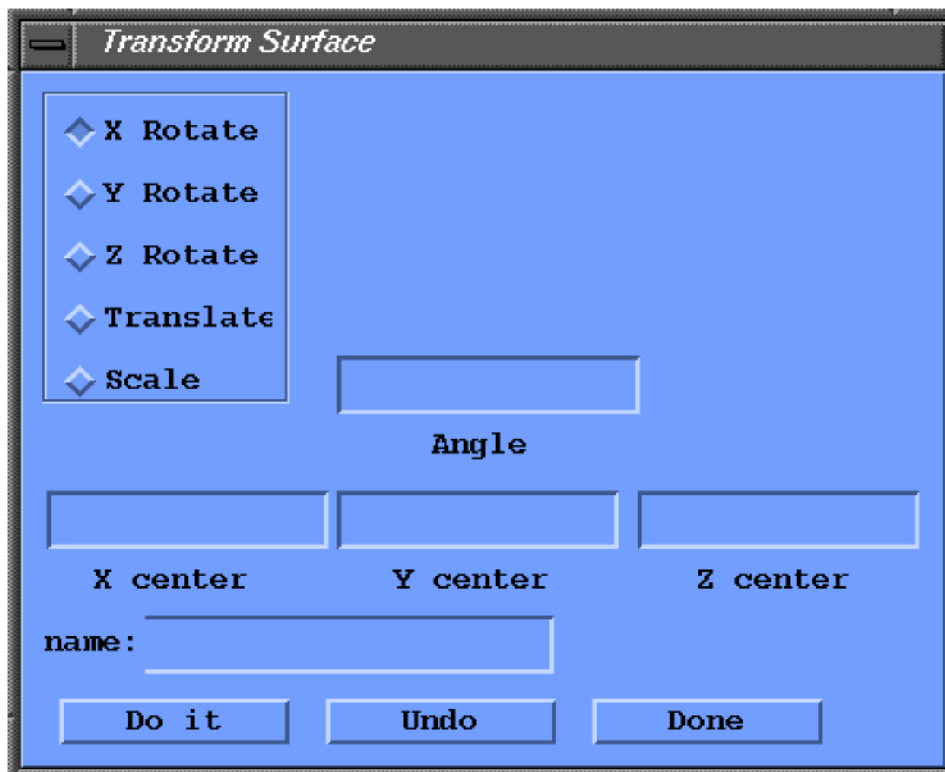 Transform Surface
X Rotate
Y Rotate
Z Rotate
Translate
Scale
Angle
X center Y center Z center
name:
Do it Undo Done